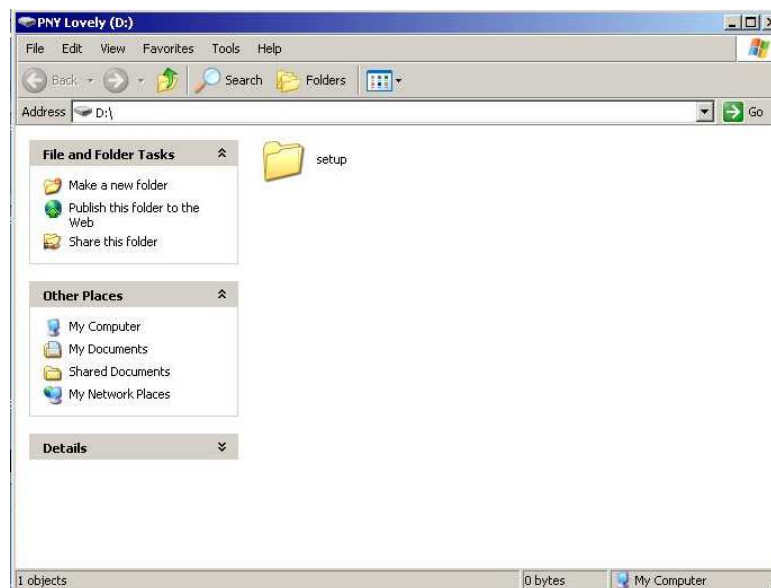 PNY Lovely (D:)
File Edit View Favorites Tools Help
Back Search Folders
Address D:\ Go
File and Folder Tasks
Make a new folder
Publish this folder to the
Web
Share this folder
setup
Other Places
My Computer
My Documents
Shared Documents
My Network Places
Details
1 objects 0 bytes My Computer